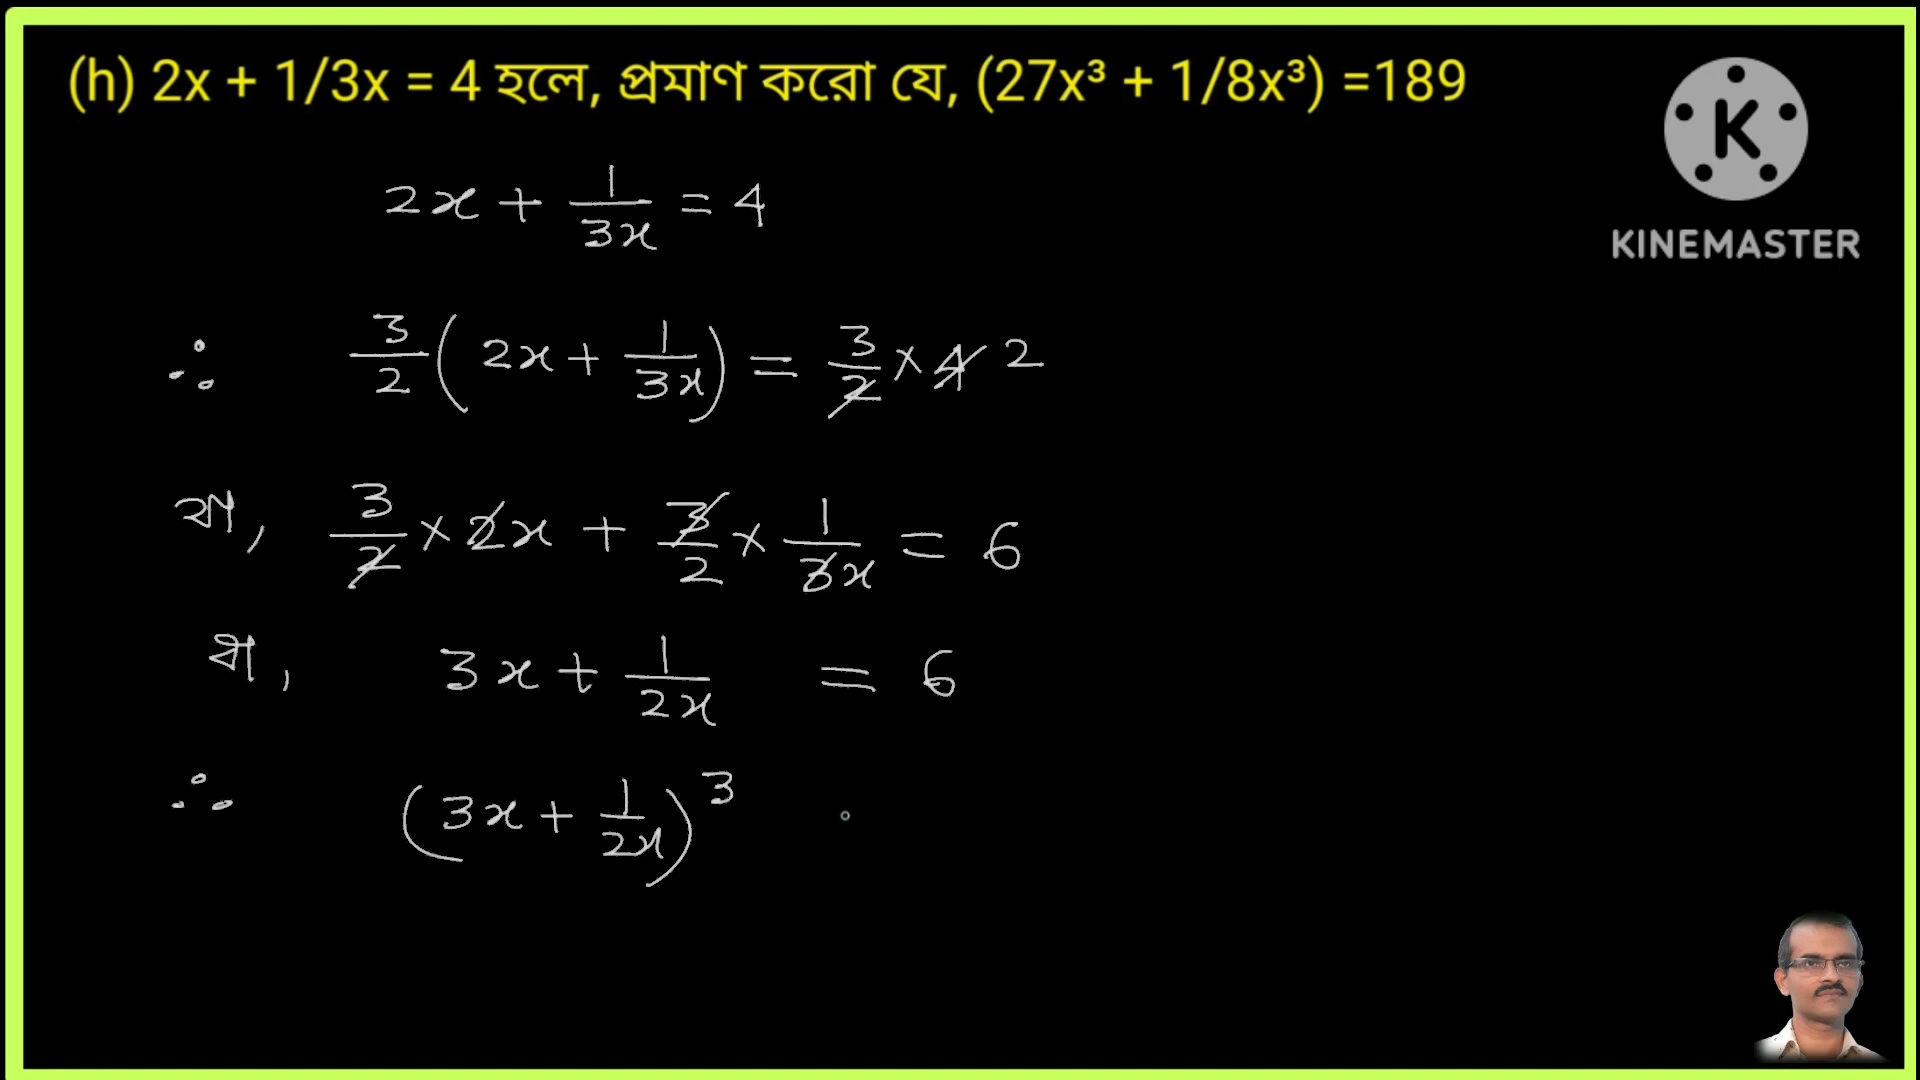 (h) 2x + 1/3x = 4 হলে, প্রমাণ করো যে, (27x³ + 1/8x³) =189
K
KINEMASTER
2x + 1/3x = 4
∴ 3/2 ( 2x + 1/3x ) = 3/2 × 4 2
বা, 3/2 × 2x + 3/2 × 1/3x = 6
বা, 3x + 1/2x = 6
∴ (3x + 1/2x)³